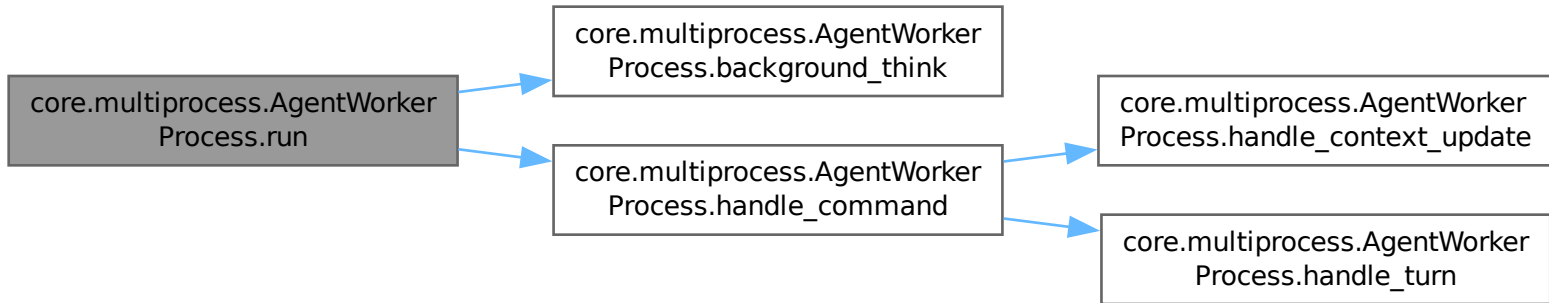 core.multiprocess.AgentWorker
Process.run
core.multiprocess.AgentWorker
Process.background_think
core.multiprocess.AgentWorker
Process.handle_command
core.multiprocess.AgentWorker
Process.handle_context_update
core.multiprocess.AgentWorker
Process.handle_turn